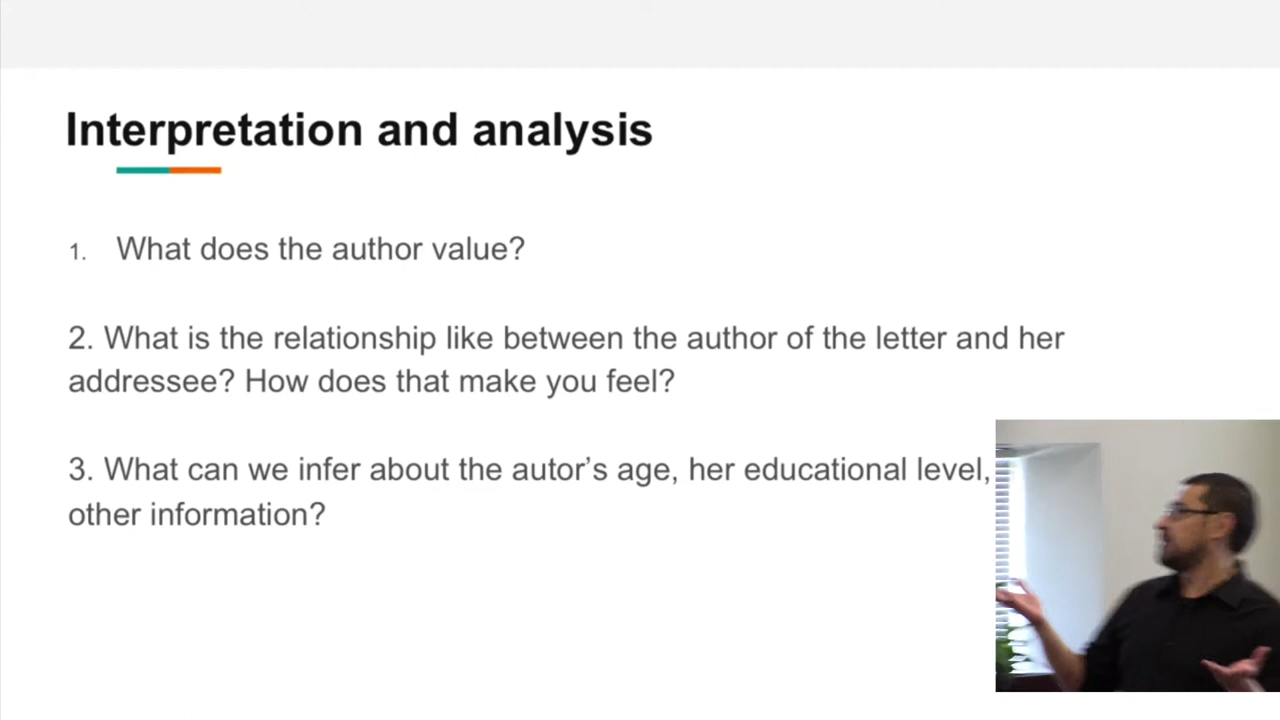 Interpretation and analysis
1. What does the author value?
2. What is the relationship like between the author of the letter and her
addressee? How does that make you feel?
3. What can we infer about the autor’s age, her educational level,
other information?